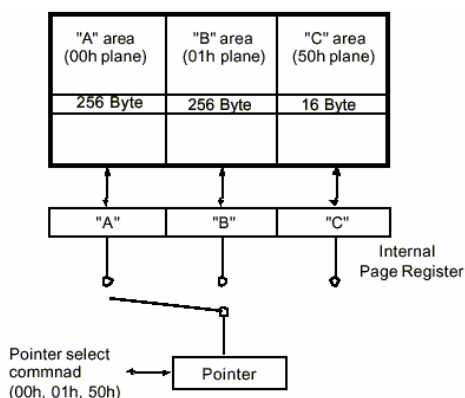 "A" area
(00h plane)
"B" area
(01h plane)
"C" area
(50h plane)
256 Byte
256 Byte
16 Byte
"A"
"B"
"C"
Internal
Page Register
Pointer select
commnad
(00h, 01h, 50h)
Pointer